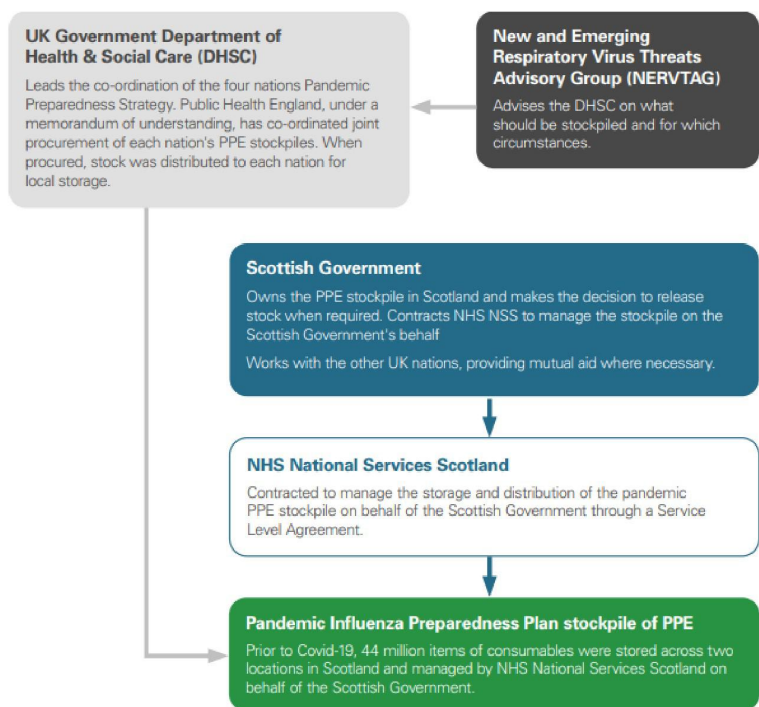 UK Government Department of
Health & Social Care (DHSC)
Leads the co-ordination of the four nations Pandemic
Preparedness Strategy. Public Health England, under a
memorandum of understanding, has co-ordinated joint
procurement of each nation's PPE stockpiles. When
procured, stock was distributed to each nation for
local storage.
New and Emerging
Respiratory Virus Threats
Advisory Group (NERVTAG)
Advises the DHSC on what
should be stockpiled and for which
circumstances.
Scottish Government
Owns the PPE stockpile in Scotland and makes the decision to release
stock when required. Contracts NHS NSS to manage the stockpile on the
Scottish Government's behalf
Works with the other UK nations, providing mutual aid where necessary.
NHS National Services Scotland
Contracted to manage the storage and distribution of the pandemic
PPE stockpile on behalf of the Scottish Government through a Service
Level Agreement.
Pandemic Influenza Preparedness Plan stockpile of PPE
Prior to Covid-19, 44 million items of consumables were stored across two
locations in Scotland and managed by NHS National Services Scotland on
behalf of the Scottish Government.